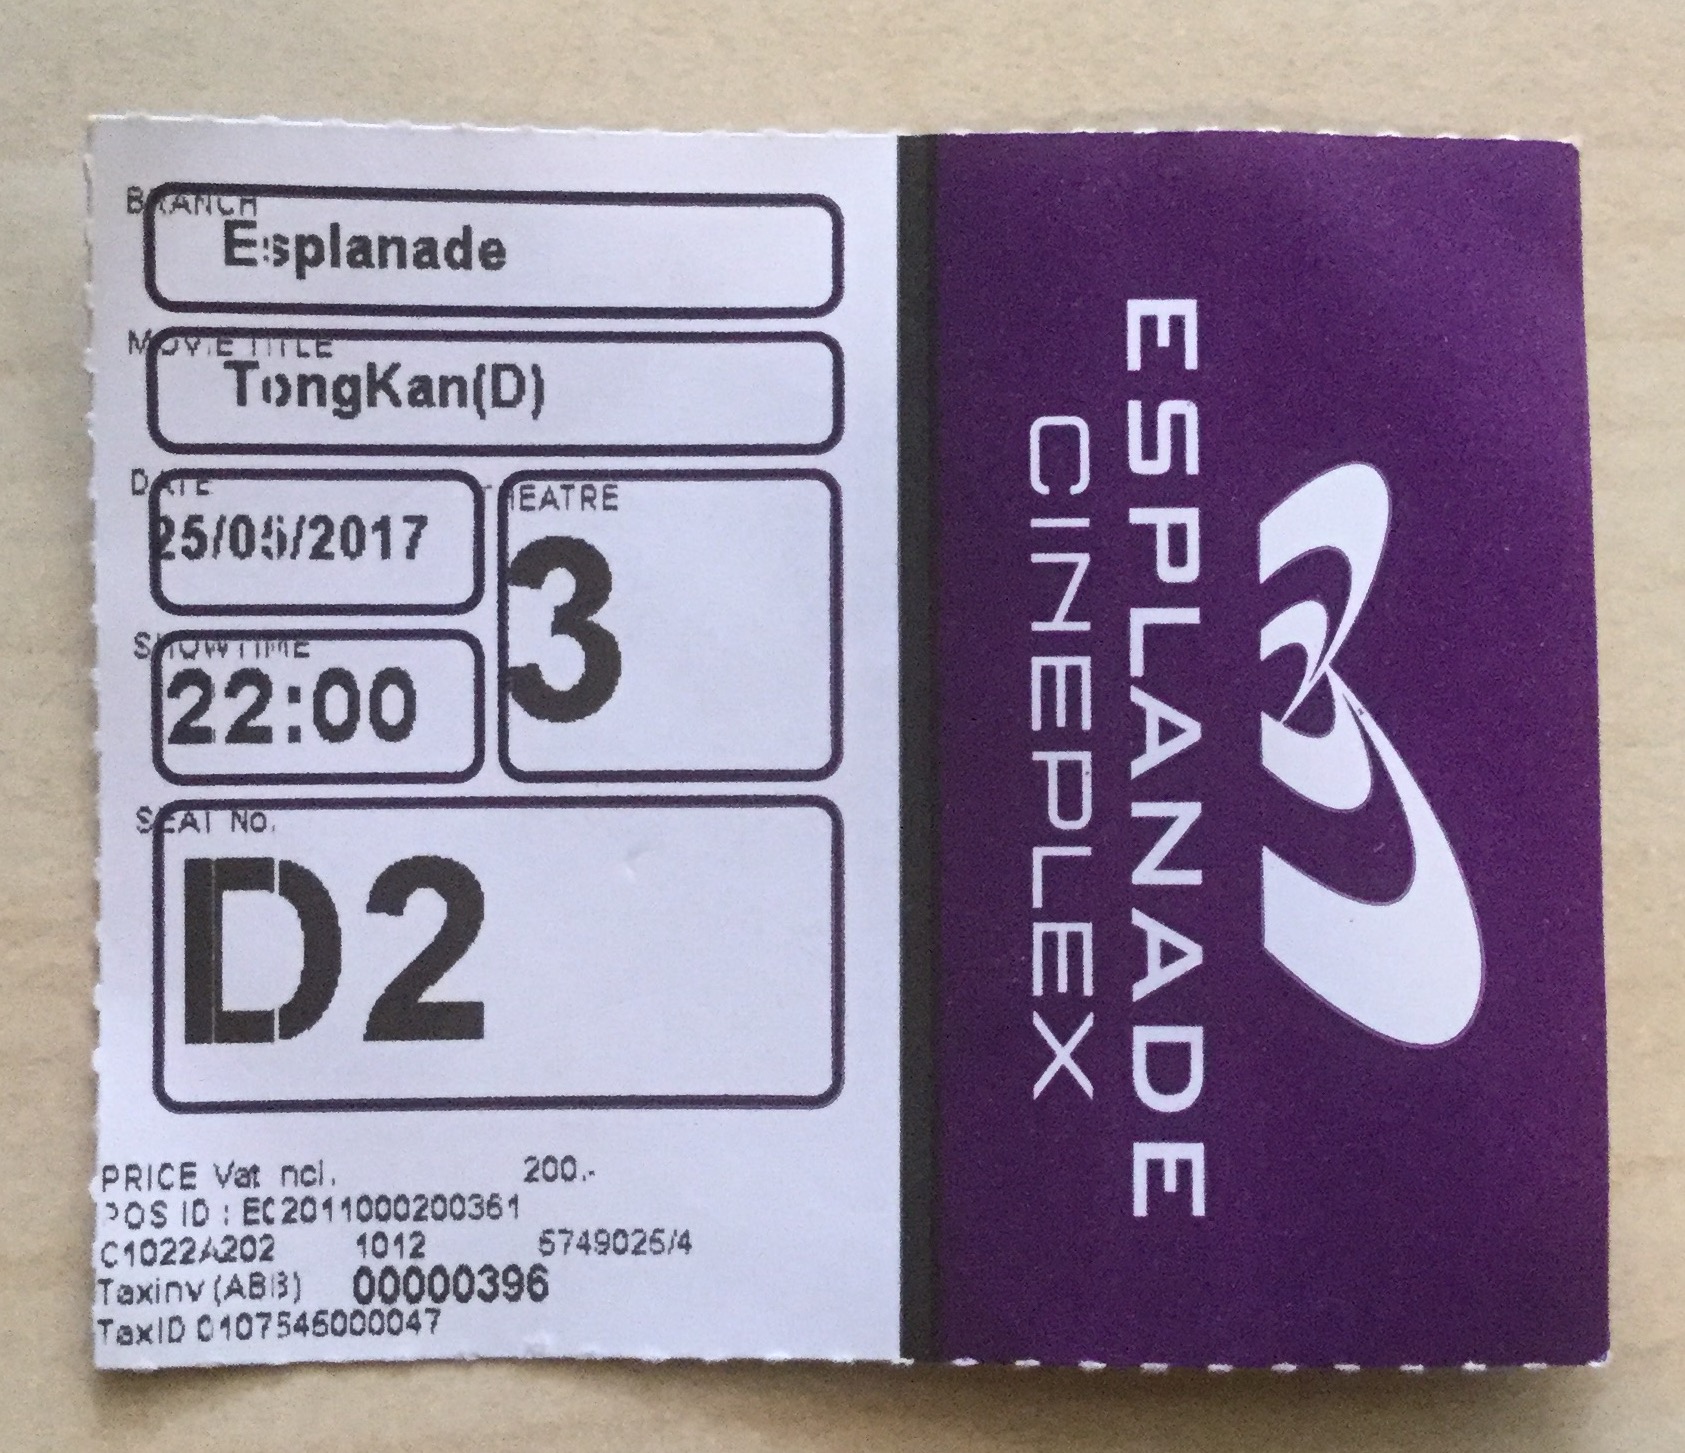 BRANCH
Esplanade
MOVIE TITLE
TongKan(D)
DATE
25/05/2017
THEATRE
3
SHOWTIME
22:00
SEAT No.
D2
PRICE Vat ncl. 200.-
POS ID : EC2011000200361
C1022A202 1012 6749026/4
Taxinv (ABB) 00000396
TaxID 0107546000047
ESPLANADE
CINEPLEX